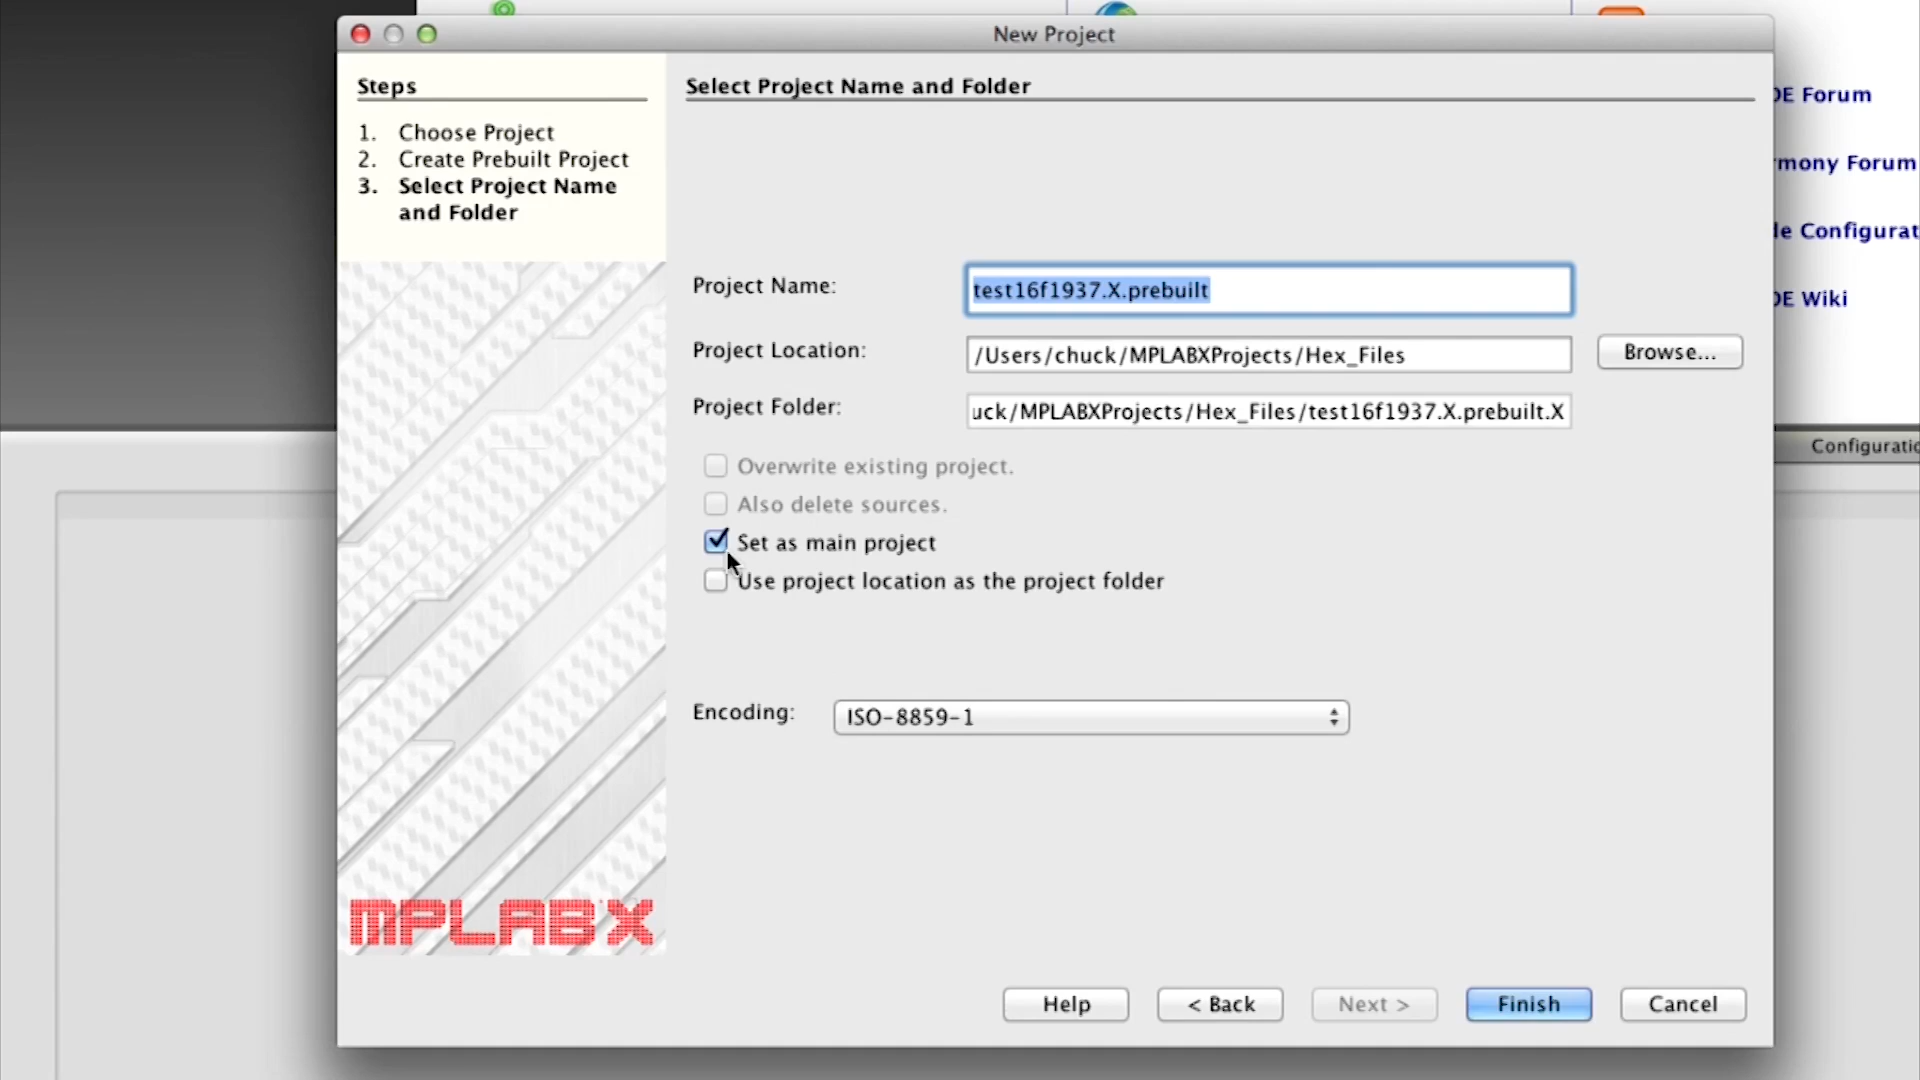 New Project
Steps
Select Project Name and Folder
1. Choose Project
2. Create Prebuilt Project
3. Select Project Name
and Folder
Project Name: test16f1937.X.prebuilt
Project Location: /Users/chuck/MPLABXProjects/Hex_Files Browse...
Project Folder: uck/MPLABXProjects/Hex_Files/test16f1937.X.prebuilt.X
Overwrite existing project.
Also delete sources.
Set as main project
Use project location as the project folder
Encoding: ISO-8859-1
MPLAB X
Help < Back Next > Finish Cancel
DE Forum
rmony Forum
le Configurat
DE Wiki
Configuratio